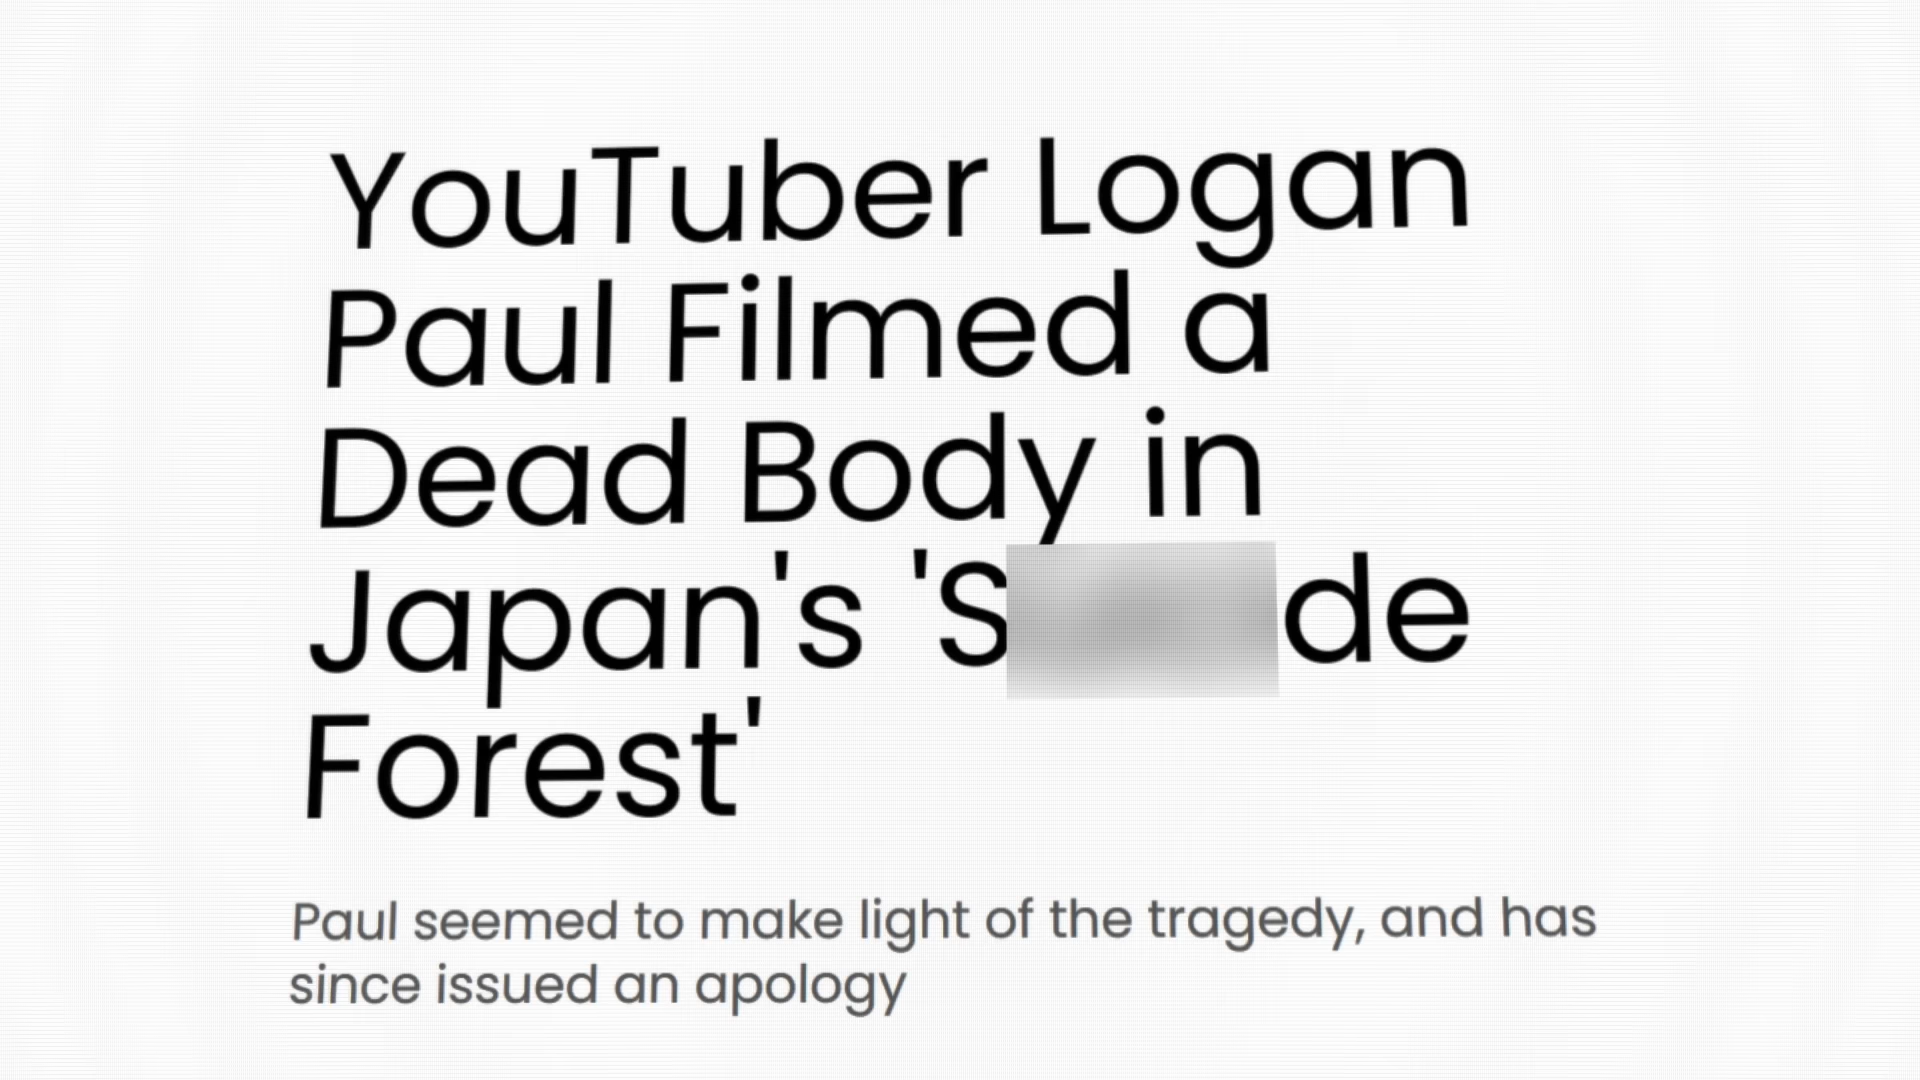 YouTuber Logan
Paul Filmed a
Dead Body in
Japan's
Forest'
Paul seemed to make light of the tragedy, and has
since issued an apology